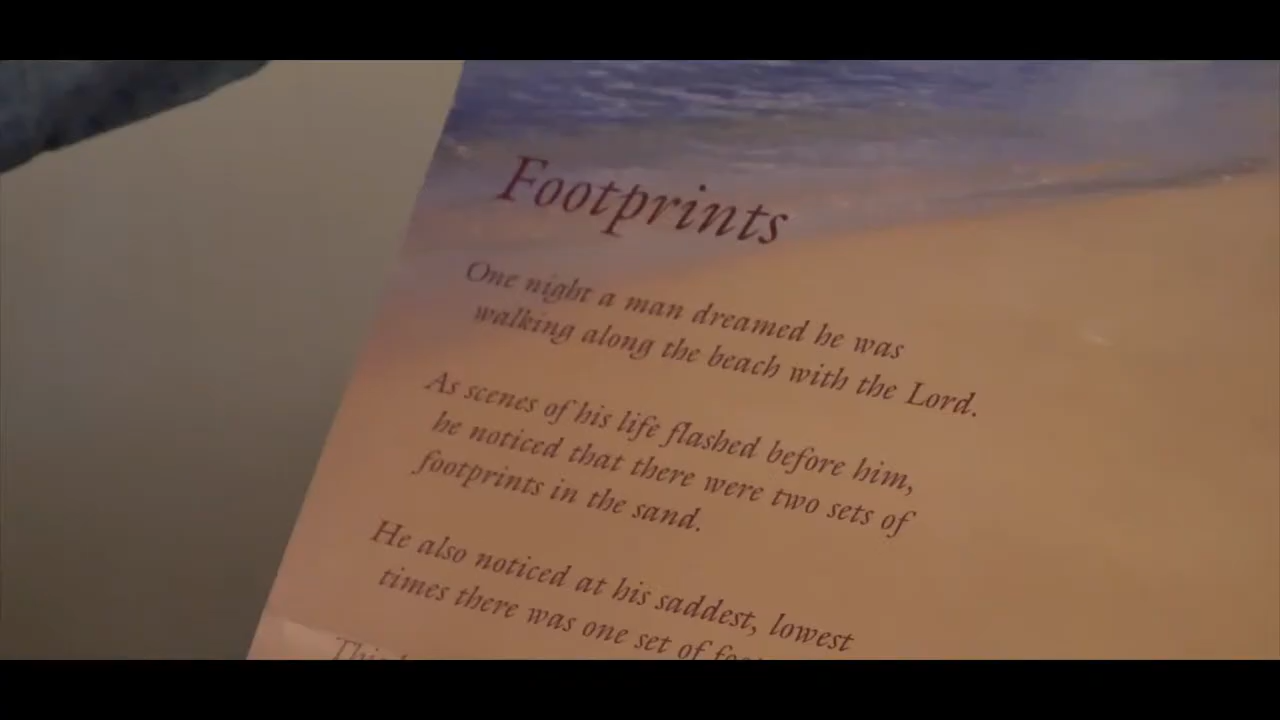 Footprints
One night a man dreamed he was
walking along the beach with the Lord.
As scenes of his life flashed before him,
he noticed that there were two sets of
footprints in the sand.
He also noticed at his saddest, lowest
times there was one set of